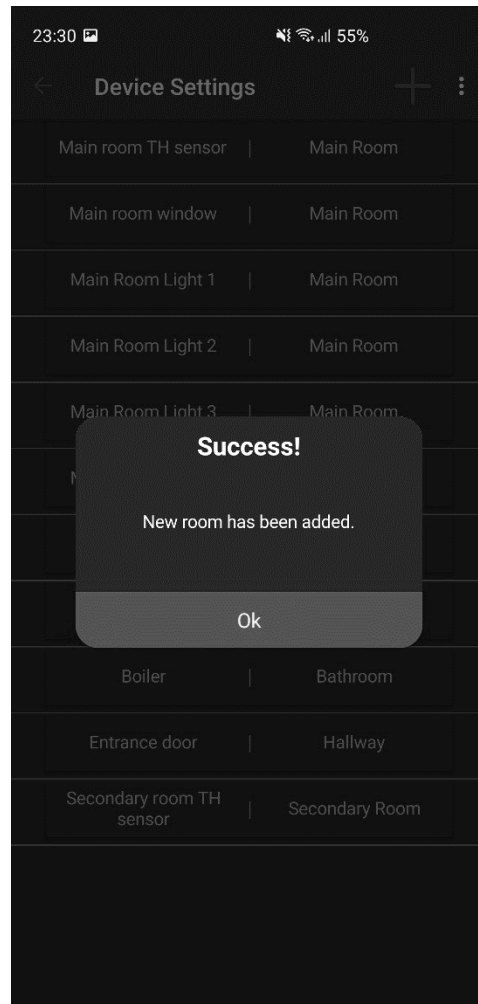 23:30 55%
Device Settings
Main room TH sensor | Main Room
Main room window | Main Room
Main Room Light 1 | Main Room
Main Room Light 2 | Main Room
Main Room Light 3 | Main Room
Success!
New room has been added.
Ok
Boiler | Bathroom
Entrance door | Hallway
Secondary room TH
sensor | Secondary Room